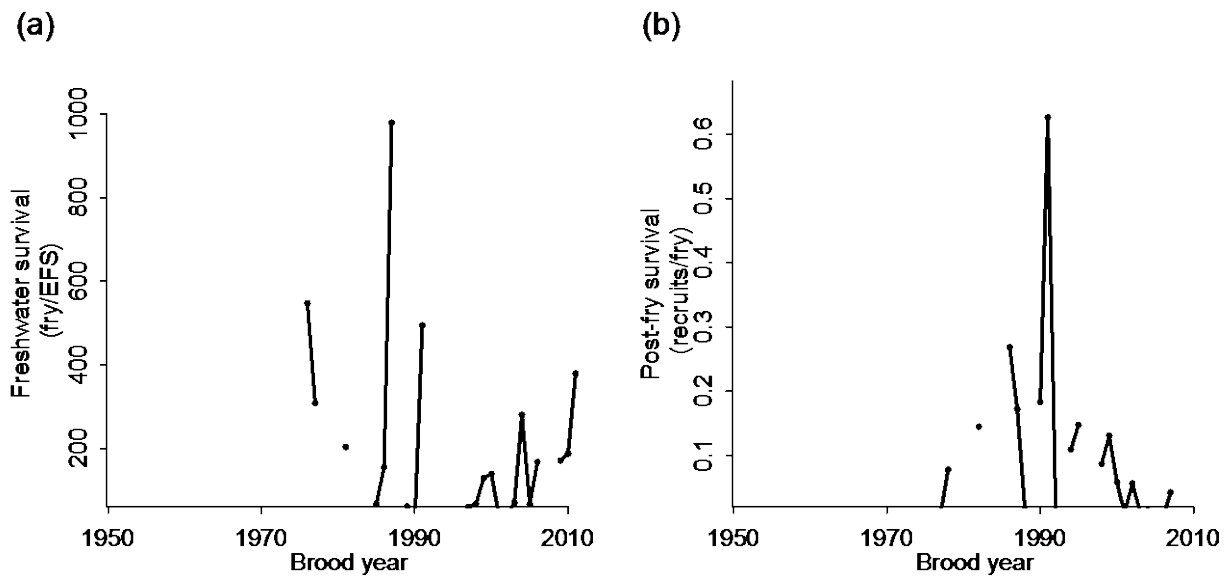 (a)
Freshwater survival
(fry/EFS)
1000
800
600
400
200
1950
1970
1990
2010
Brood year
(b)
Post-fry survival
(recruits/fry)
0.6
0.5
0.4
0.3
0.2
0.1
1950
1970
1990
2010
Brood year